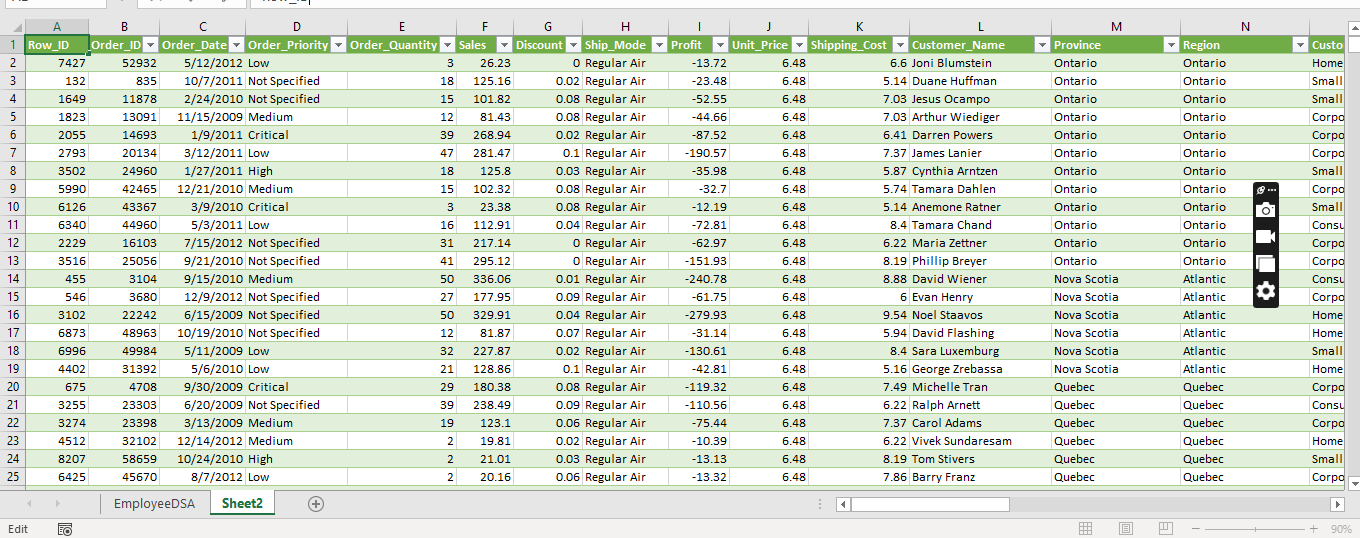 A B C D E F G H I J K L M N
1 Row_ID Order_ID Order_Date Order_Priority Order_Quantity Sales Discount Ship_Mode Profit Unit_Price Shipping_Cost Customer_Name Province Region Custo
2 7427 52932 5/12/2012 Low 3 26.23 0 Regular Air -13.72 6.48 6.6 Joni Blumstein Ontario Ontario Home
3 132 835 10/7/2011 Not Specified 18 125.16 0.02 Regular Air -23.48 6.48 5.14 Duane Huffman Ontario Ontario Small
4 1649 11878 2/24/2010 Not Specified 15 101.82 0.08 Regular Air -52.55 6.48 7.03 Jesus Ocampo Ontario Ontario Small
5 1823 13091 11/15/2009 Medium 12 81.43 0.08 Regular Air -44.66 6.48 7.03 Arthur Wiediger Ontario Ontario Corpo
6 2055 14693 1/9/2011 Critical 39 268.94 0.02 Regular Air -87.52 6.48 6.41 Darren Powers Ontario Ontario Corpo
7 2793 20134 3/12/2011 Low 47 281.47 0.1 Regular Air -190.57 6.48 7.37 James Lanier Ontario Ontario Corpo
8 3502 24960 1/27/2011 High 18 125.8 0.03 Regular Air -35.98 6.48 5.87 Cynthia Arntzen Ontario Ontario Small
9 5990 42465 12/21/2010 Medium 15 102.32 0.08 Regular Air -32.7 6.48 5.74 Tamara Dahlen Ontario Ontario Corpo
10 6126 43367 3/9/2010 Critical 3 23.38 0.08 Regular Air -12.19 6.48 5.14 Anemone Ratner Ontario Ontario Small
11 6340 44960 5/3/2011 Low 16 112.91 0.04 Regular Air -72.81 6.48 8.4 Tamara Chand Ontario Ontario Consu
12 2229 16103 7/15/2012 Not Specified 31 217.14 0 Regular Air -62.97 6.48 6.22 Maria Zettner Ontario Ontario Corpo
13 3516 25056 9/21/2010 Not Specified 41 295.12 0 Regular Air -151.93 6.48 8.19 Phillip Breyer Ontario Ontario Corpo
14 455 3104 9/15/2010 Medium 50 336.06 0.01 Regular Air -240.78 6.48 8.88 David Wiener Nova Scotia Atlantic Consu
15 546 3680 12/9/2012 Not Specified 27 177.95 0.09 Regular Air -61.75 6.48 6 Evan Henry Nova Scotia Atlantic Corpo
16 3102 22242 6/15/2009 Not Specified 50 329.91 0.04 Regular Air -279.93 6.48 9.54 Noel Staavos Nova Scotia Atlantic Home
17 6873 48963 10/19/2010 Not Specified 12 81.87 0.07 Regular Air -31.14 6.48 5.94 David Flashing Nova Scotia Atlantic Home
18 6996 49984 5/11/2009 Low 32 227.87 0.02 Regular Air -130.61 6.48 8.4 Sara Luxemburg Nova Scotia Atlantic Small
19 4402 31392 5/6/2010 Low 21 128.86 0.1 Regular Air -42.81 6.48 5.16 George Zrebassa Nova Scotia Atlantic Home
20 675 4708 9/30/2009 Critical 29 180.38 0.08 Regular Air -119.32 6.48 7.49 Michelle Tran Quebec Quebec Corpo
21 3255 23303 6/20/2009 Not Specified 39 238.49 0.09 Regular Air -110.56 6.48 6.22 Ralph Arnett Quebec Quebec Consu
22 3274 23398 3/13/2009 Medium 19 123.1 0.06 Regular Air -75.44 6.48 7.37 Carol Adams Quebec Quebec Corpo
23 4512 32102 12/14/2012 Medium 2 19.81 0.02 Regular Air -10.39 6.48 6.22 Vivek Sundaresam Quebec Quebec Home
24 8207 58659 10/24/2010 High 2 21.01 0.03 Regular Air -13.13 6.48 8.19 Tom Stivers Quebec Quebec Small
25 6425 45670 8/7/2012 Low 2 20.16 0.06 Regular Air -13.32 6.48 7.86 Barry Franz Quebec Quebec Corpo
EmployeeDSA Sheet2
Edit 90%